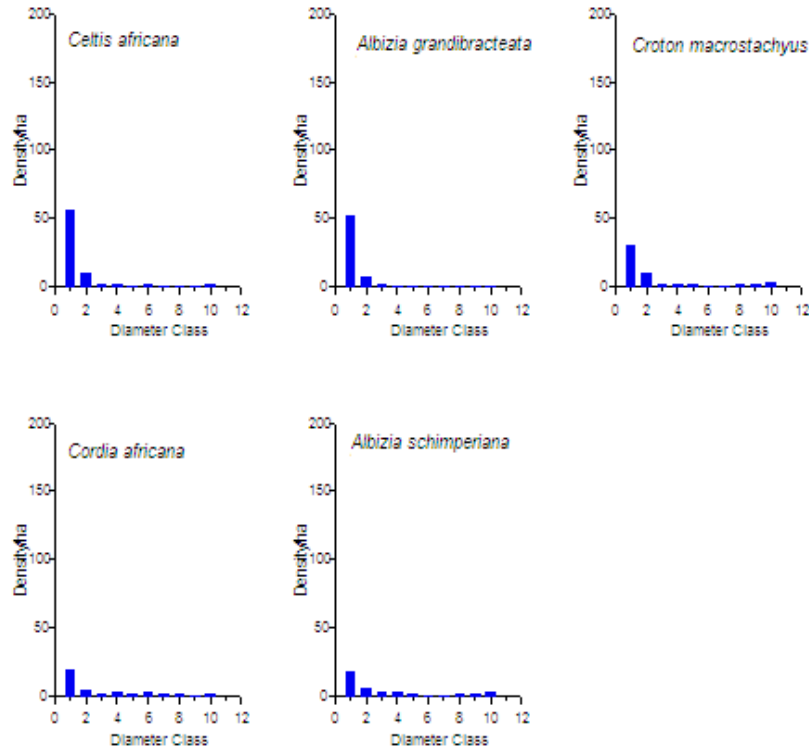 Celtis africana
200
150
100
50
0
Density/ha
0 2 4 6 8 10 12
Diameter Class
Albizia grandibracteata
200
150
100
50
0
Density/ha
0 2 4 6 8 10 12
Diameter Class
Croton macrostachyus
200
150
100
50
0
Density/ha
0 2 4 6 8 10 12
Diameter Class
Cordia africana
200
150
100
50
0
Density/ha
0 2 4 6 8 10 12
Diameter Class
Albizia schimperiana
200
150
100
50
0
Density/ha
0 2 4 6 8 10 12
Diameter Class